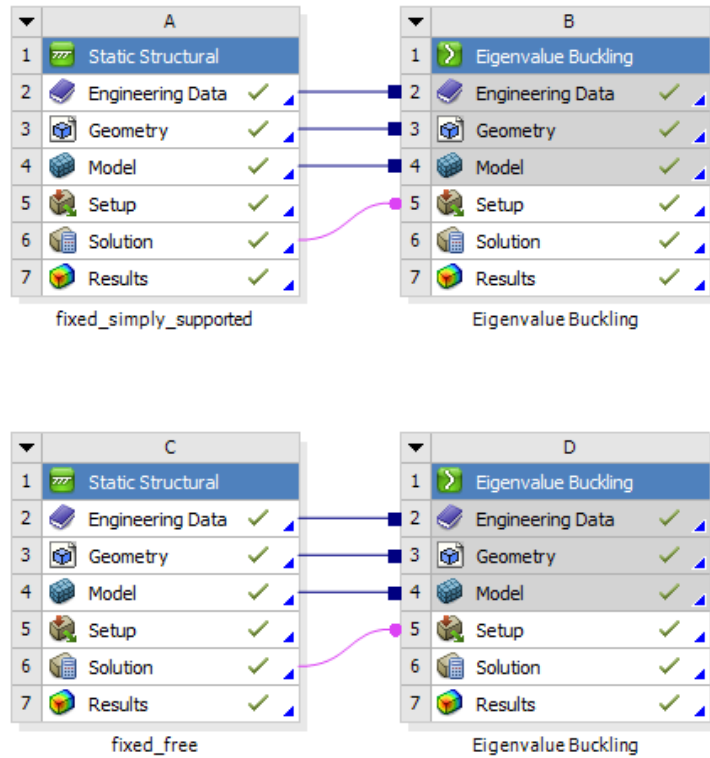 A
1 Static Structural
2 Engineering Data
3 Geometry
4 Model
5 Setup
6 Solution
7 Results
fixed_simply_supported
B
1 Eigenvalue Buckling
2 Engineering Data
3 Geometry
4 Model
5 Setup
6 Solution
7 Results
Eigenvalue Buckling
C
1 Static Structural
2 Engineering Data
3 Geometry
4 Model
5 Setup
6 Solution
7 Results
fixed_free
D
1 Eigenvalue Buckling
2 Engineering Data
3 Geometry
4 Model
5 Setup
6 Solution
7 Results
Eigenvalue Buckling